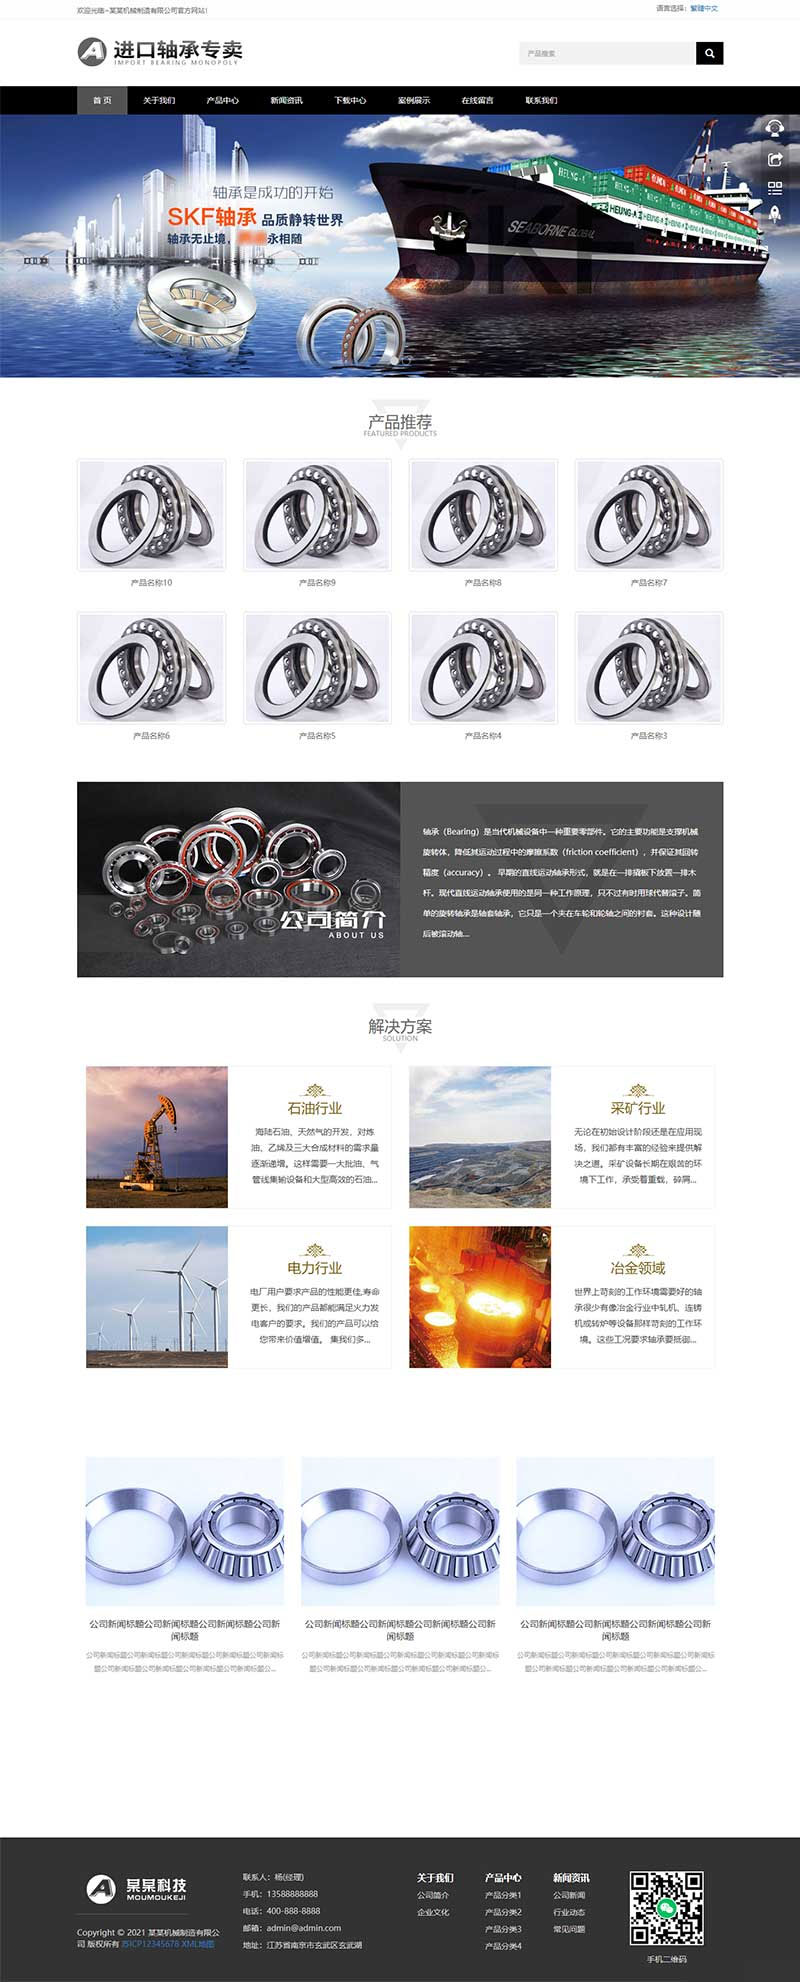 欢迎光临~某某机械制造有限公司官方网站!
语言选择: 繁體中文
进口轴承专卖
IMPORT BEARING MONOPOLY
产品搜索
首 页 关于我们 产品中心 新闻资讯 下载中心 案例展示 在线留言 联系我们
轴承是成功的开始
SKF轴承 品质静转世界
轴承无止境, 永相随
SEABORNE GLOBAL
SKF
产品推荐
FEATURED PRODUCTS
产品名称10 产品名称9 产品名称8 产品名称7
产品名称6 产品名称5 产品名称4 产品名称3
公司简介
ABOUT US
轴承（Bearing）是当代机械设备中一种重要零部件。它的主要功能是支撑机械
旋转体，降低其运动过程中的摩擦系数（friction coefficient），并保证其回转
精度（accuracy）。 早期的直线运动轴承形式，就是在一排撬板下放置一排木
杆。现代直线运动轴承使用的是同一种工作原理，只不过有时用球代替滚子。简
单的旋转轴承是轴套轴承，它只是一个夹在车轮和轮轴之间的衬套。这种设计随
后被滚动轴...
解决方案
SOLUTION
石油行业
海陆石油、天然气的开发，对炼
油、乙烯及三大合成材料的需求量
逐渐递增。这样需要一大批油、气
管线集输设备和大型高效的石油...
采矿行业
无论在初始设计阶段还是在应用现
场，我们都有丰富的经验来提供解
决之道。采矿设备长期在艰苦的环
境下工作，承受着重载，碎屑...
电力行业
电厂用户要求产品的性能更佳,寿命
更长，我们的产品都能满足火力发
电客户的要求。我们的产品可以给
您带来价值增值。 集我们多...
冶金领域
世界上苛刻的工作环境需要好的轴
承很少有像冶金行业中轧机、连铸
机或转炉等设备那样苛刻的工作环
境。这些工况要求轴承要抵御...
公司新闻标题公司新闻标题公司新闻标题公司新
闻标题
公司新闻标题公司新闻标题公司新闻标题公司新闻标题公司新闻标
题公司新闻标题公司新闻标题公司新闻标题公司新闻标题公...
公司新闻标题公司新闻标题公司新闻标题公司新
闻标题
公司新闻标题公司新闻标题公司新闻标题公司新闻标题公司新闻标
题公司新闻标题公司新闻标题公司新闻标题公司新闻标题公...
公司新闻标题公司新闻标题公司新闻标题公司新
闻标题
公司新闻标题公司新闻标题公司新闻标题公司新闻标题公司新闻标
题公司新闻标题公司新闻标题公司新闻标题公司新闻标题公...
某某科技
MOUMOUKEJI
Copyright © 2021 某某机械制造有限公
司 版权所有 苏ICP12345678 XML地图
联系人：杨(经理)
手机：13588888888
电话：400-888-8888
邮箱：admin@admin.com
地址：江苏省南京市玄武区玄武湖
关于我们
公司简介
企业文化
产品中心
产品分类1
产品分类2
产品分类3
产品分类4
新闻资讯
公司新闻
行业动态
常见问题
手机二维码